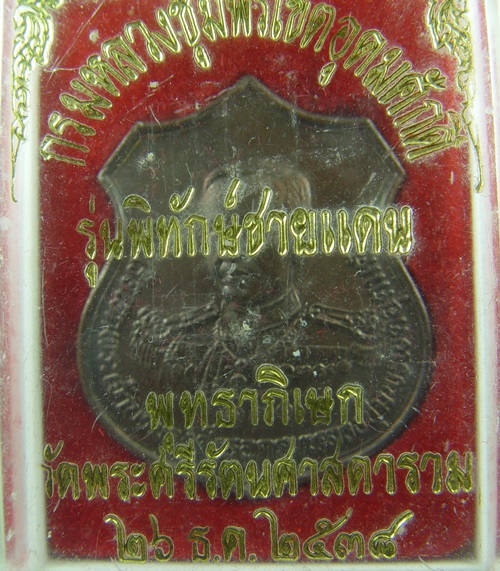 กรมหลวงชุมพรเขตอุดมศักดิ์
รุ่นพิทักษ์ชายแดน
พุทธาภิเษก
วัดพระศรีรัตนศาสดาราม
๒๖ ธ.ค. ๒๕๓๘